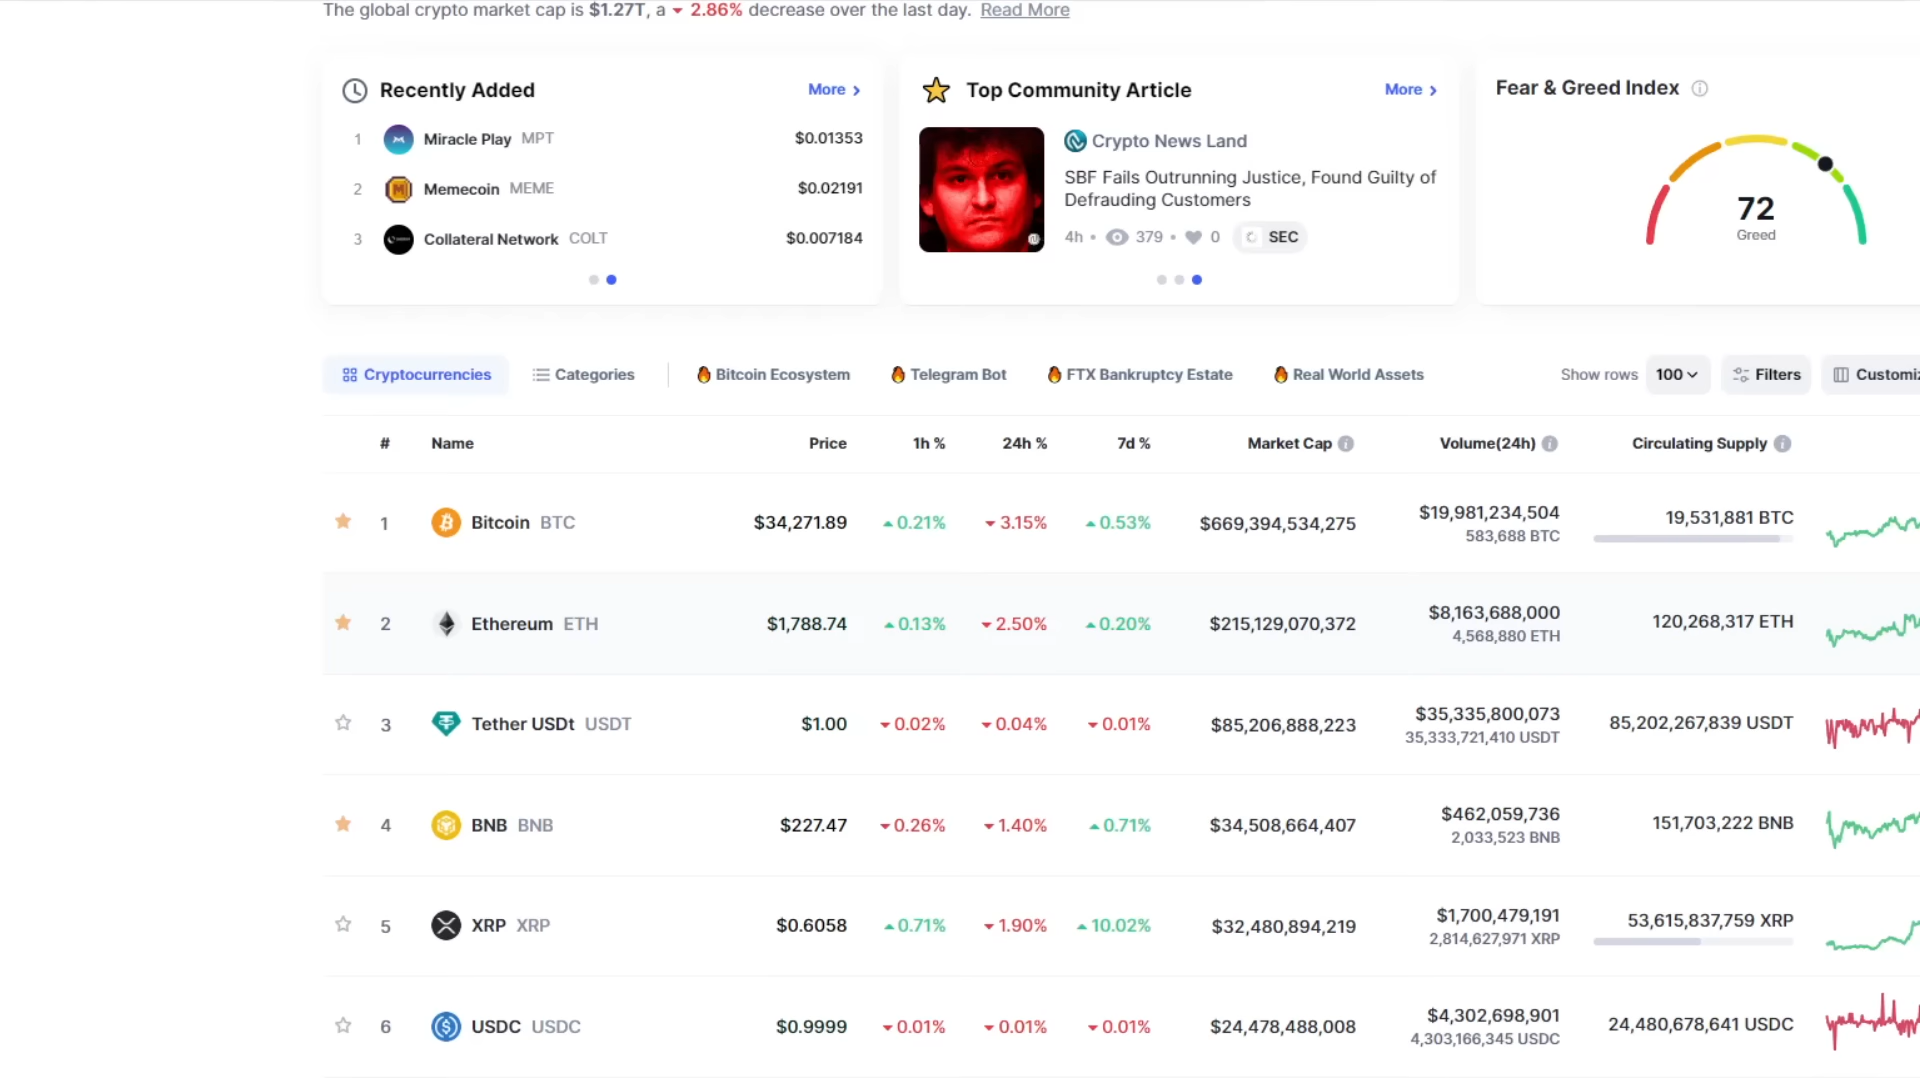 The global crypto market cap is $1.27T, a 2.86% decrease over the last day. Read More
Recently Added
More
1 Miracle Play MPT $0.01353
2 Memecoin MEME $0.02191
3 Collateral Network COLT $0.007184
Top Community Article
More
Crypto News Land
SBF Fails Outrunning Justice, Found Guilty of
Defrauding Customers
4h • 379 • 0 SEC
Fear & Greed Index
72
Greed
Cryptocurrencies Categories Bitcoin Ecosystem Telegram Bot FTX Bankruptcy Estate Real World Assets Show rows 100 Filters Customiz
# Name Price 1h % 24h % 7d % Market Cap Volume(24h) Circulating Supply
1 Bitcoin BTC $34,271.89 0.21% 3.15% 0.53% $669,394,534,275 $19,981,234,504 19,531,881 BTC
583,688 BTC
2 Ethereum ETH $1,788.74 0.13% 2.50% 0.20% $215,129,070,372 $8,163,688,000 120,268,317 ETH
4,568,880 ETH
3 Tether USDt USDT $1.00 0.02% 0.04% 0.01% $85,206,888,223 $35,335,800,073 85,202,267,839 USDT
35,333,721,410 USDT
4 BNB BNB $227.47 0.26% 1.40% 0.71% $34,508,664,407 $462,059,736 151,703,222 BNB
2,033,523 BNB
5 XRP XRP $0.6058 0.71% 1.90% 10.02% $32,480,894,219 $1,700,479,191 53,615,837,759 XRP
2,814,627,971 XRP
6 USDC USDC $0.9999 0.01% 0.01% 0.01% $24,478,488,008 $4,302,698,901 24,480,678,641 USDC
4,303,166,345 USDC